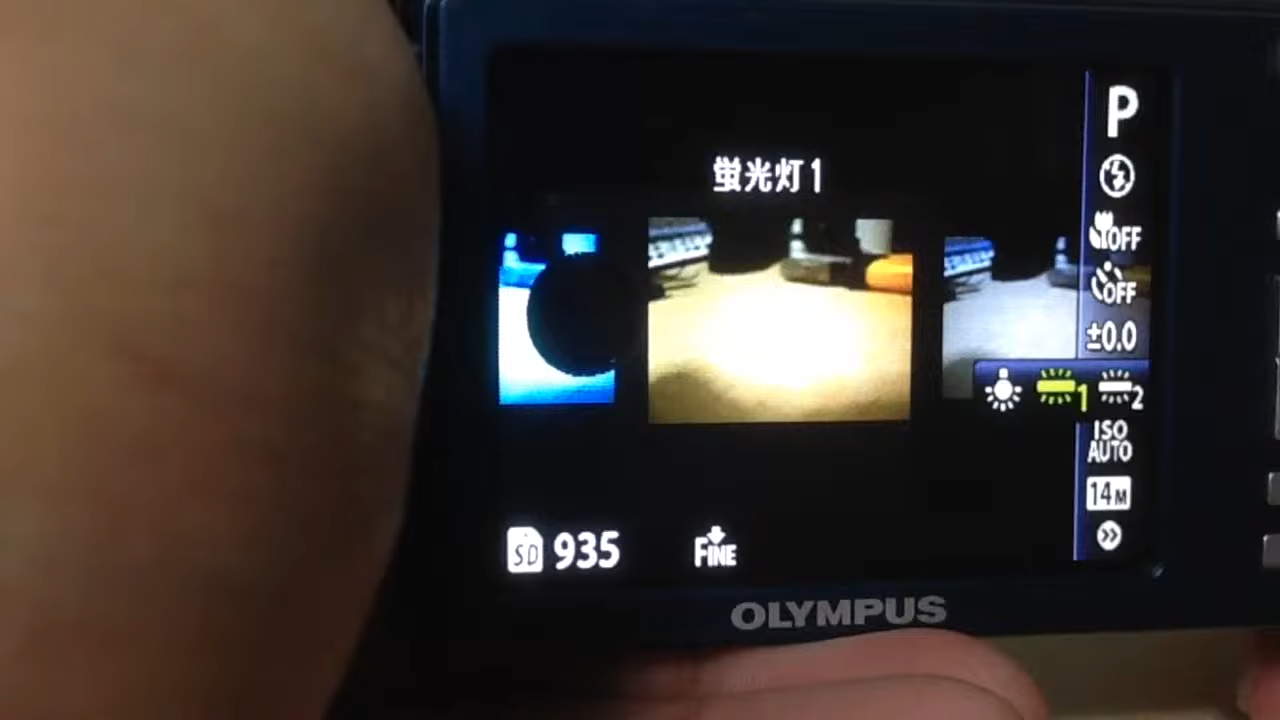 蛍光灯1
P
OFF
OFF
±0.0
1
2
ISO
AUTO
14M
SD 935
FINE
OLYMPUS